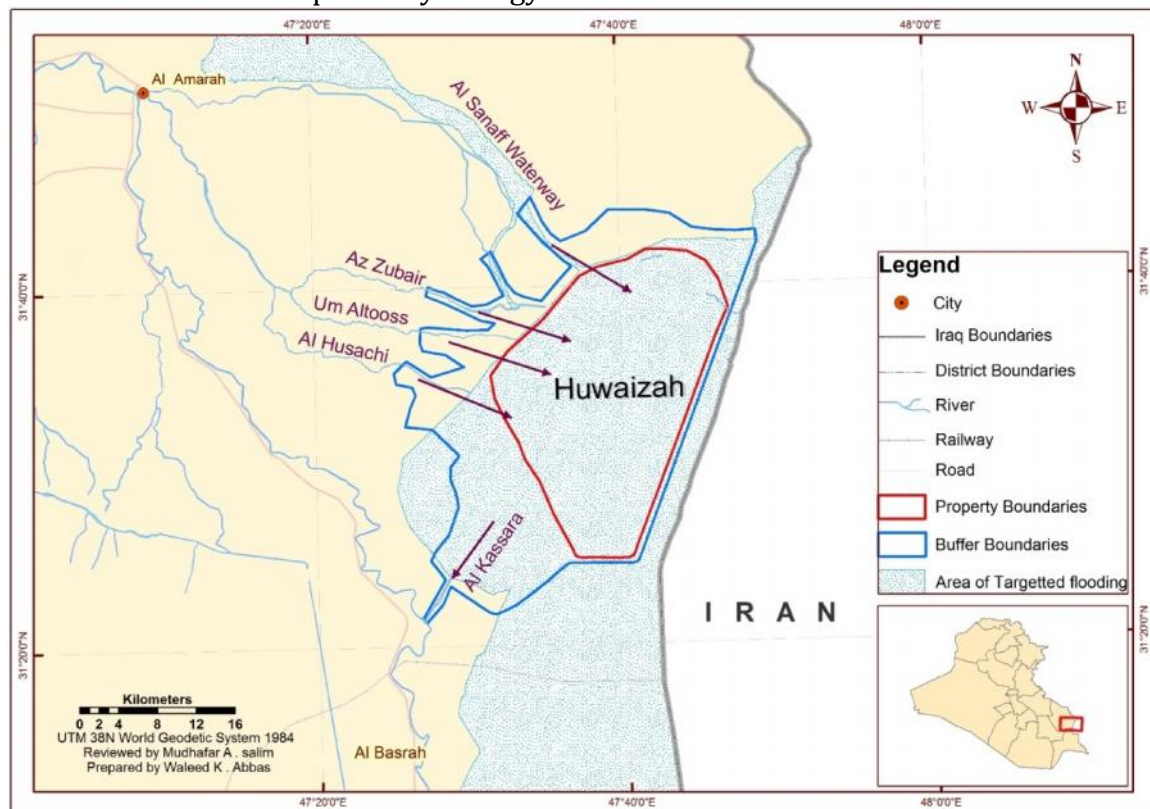 47°20'0"E
47°40'0"E
48°0'0"E
Al Amarah
Al Sanaff Waterway
N
W
E
S
Az Zubair
Um Altooss
Al Husachi
Huwaizah
Al Kassara
31°40'0"N
31°20'0"N
31°40'0"N
31°20'0"N
Legend
City
Iraq Boundaries
District Boundaries
River
Railway
Road
Property Boundaries
Buffer Boundaries
Area of Targetted flooding
I R A N
Kilometers
0 2 4 8 12 16
UTM 38N World Geodetic System 1984
Reviewed by Mudhafar A . salim
Prepared by Waleed K . Abbas
Al Basrah
47°20'0"E
47°40'0"E
48°0'0"E